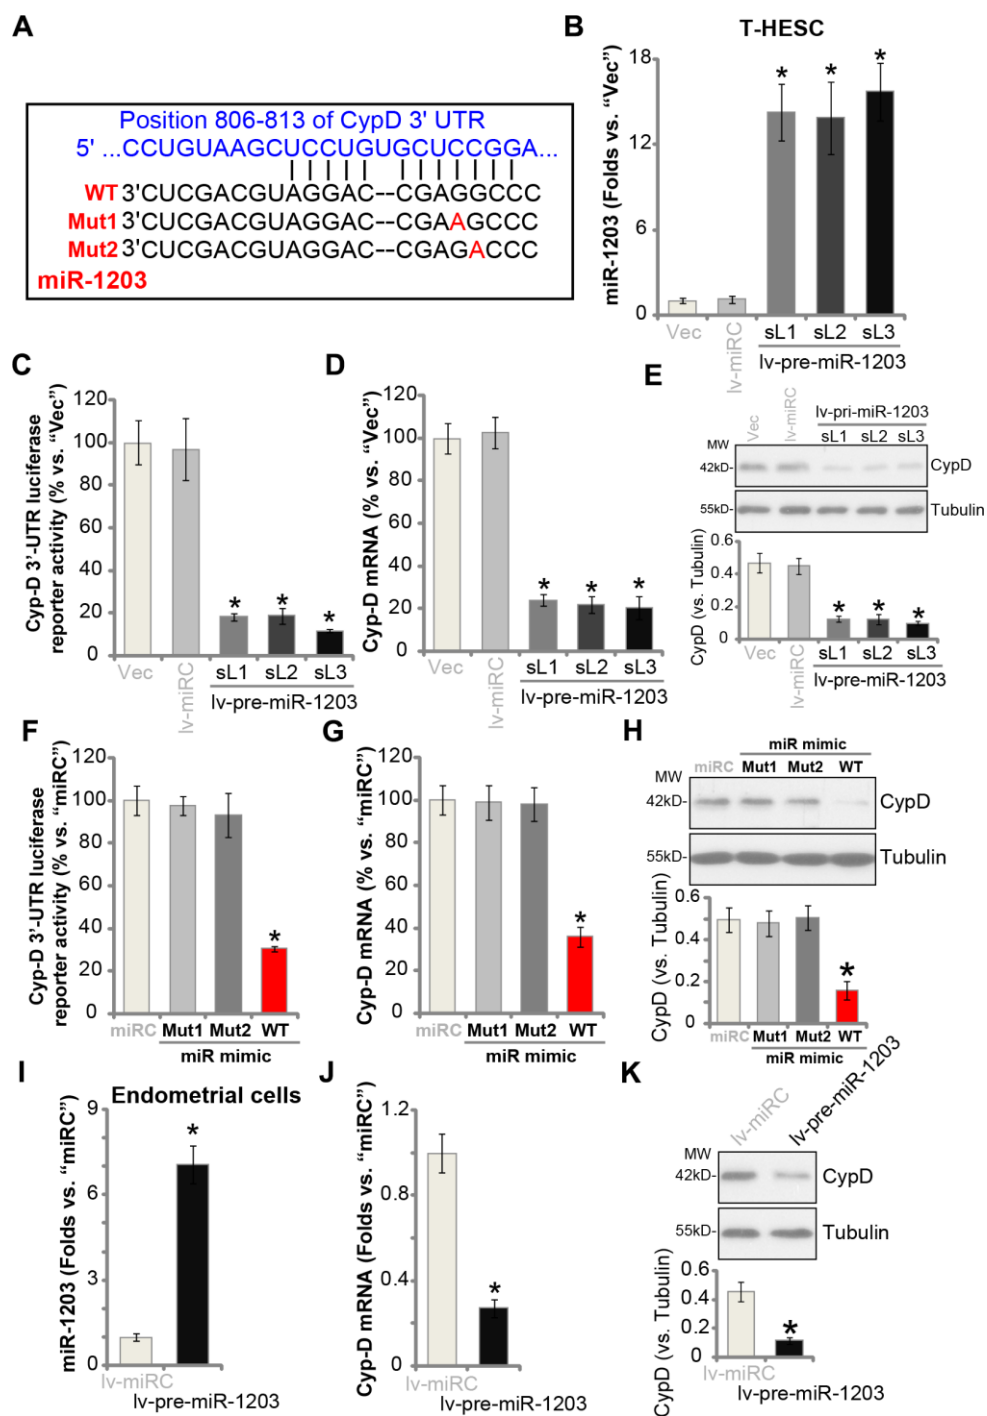 A
Position 806-813 of CypD 3' UTR
5' ...CCUGUAAGCUCCUGUGCUCCGGA...
WT 3'CUCGACGUAGGAC--CGAGGCCC
Mut1 3'CUCGACGUAGGAC--CGAAGCCC
Mut2 3'CUCGACGUAGGAC--CGAGACCC
miR-1203
B
T-HESC
miR-1203 (Folds vs. “Vec”)
18
12
6
0
Vec
lv-miRC
sL1 sL2 sL3
lv-pre-miR-1203
C
Cyp-D 3'-UTR luciferase
reporter activity (% vs. “Vec”)
120
100
80
60
40
20
0
*
*
*
Vec
lv-miRC
sL1 sL2 sL3
lv-pre-miR-1203
D
Cyp-D mRNA (% vs. “Vec”)
120
100
80
60
40
20
0
*
*
*
Vec
lv-miRC
sL1 sL2 sL3
lv-pre-miR-1203
E
Vec
lv-miRC
lv-pri-miR-1203
sL1 sL2 sL3
MW
42kD-
CypD
55kD-
Tubulin
CypD (vs. Tubulin)
0.6
0.4
0.2
0
*
*
*
Vec
lv-miRC
sL1 sL2 sL3
lv-pre-miR-1203
F
Cyp-D 3'-UTR luciferase
reporter activity (% vs. “miRC”)
120
100
80
60
40
20
0
*
miRC Mut1 Mut2 WT
miR mimic
G
Cyp-D mRNA (% vs. “miRC”)
120
100
80
60
40
20
0
*
miRC Mut1 Mut2 WT
miR mimic
H
miR mimic
miRC Mut1 Mut2 WT
MW
42kD-
CypD
55kD-
Tubulin
CypD (vs. Tubulin)
0.6
0.4
0.2
0
*
miRC Mut1 Mut2 WT
miR mimic
I
Endometrial cells
miR-1203 (Folds vs. “miRC”)
9
6
3
0
*
lv-miRC
lv-pre-miR-1203
J
Cyp-D mRNA (Folds vs. “miRC”)
1.2
0.8
0.4
0
*
lv-miRC
lv-pre-miR-1203
K
lv-miRC
lv-pre-miR-1203
MW
42kD-
CypD
55kD-
Tubulin
CypD (vs. Tubulin)
0.6
0.4
0.2
0
*
lv-miRC
lv-pre-miR-1203